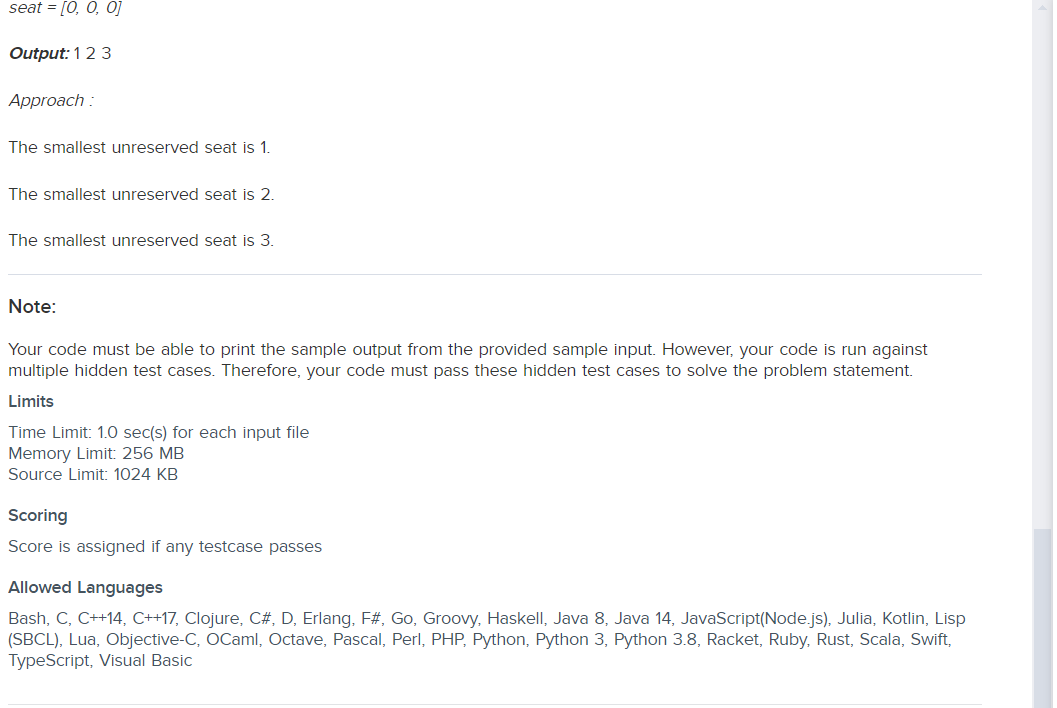 seat = [0, 0, 0]
Output: 1 2 3
Approach :
The smallest unreserved seat is 1.
The smallest unreserved seat is 2.
The smallest unreserved seat is 3.
Note:
Your code must be able to print the sample output from the provided sample input. However, your code is run against
multiple hidden test cases. Therefore, your code must pass these hidden test cases to solve the problem statement.
Limits
Time Limit: 1.0 sec(s) for each input file
Memory Limit: 256 MB
Source Limit: 1024 KB
Scoring
Score is assigned if any testcase passes
Allowed Languages
Bash, C, C++14, C++17, Clojure, C#, D, Erlang, F#, Go, Groovy, Haskell, Java 8, Java 14, JavaScript(Node.js), Julia, Kotlin, Lisp
(SBCL), Lua, Objective-C, OCaml, Octave, Pascal, Perl, PHP, Python, Python 3, Python 3.8, Racket, Ruby, Rust, Scala, Swift,
TypeScript, Visual Basic